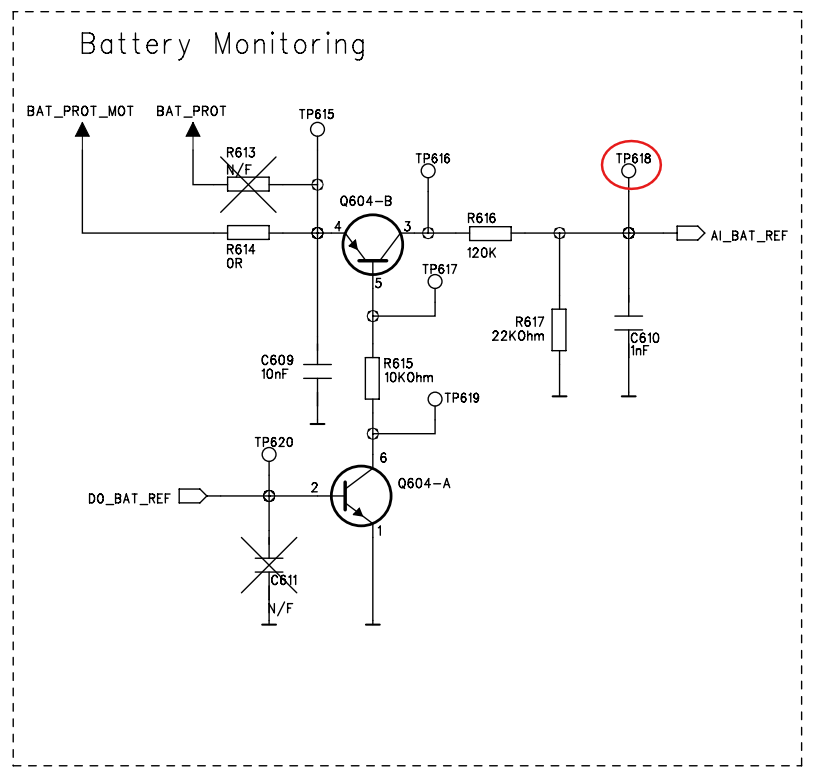 Battery Monitoring
BAT_PROT_MOT
BAT_PROT
TP615
R613
N/F
TP616
TP618
Q604-B
4
3
R616
120K
AI_BAT_REF
R614
0R
5
TP617
R617
22KOhm
C610
1nF
C609
10nF
R615
10KOhm
TP619
TP620
6
DO_BAT_REF
2
Q604-A
1
C611
N/F